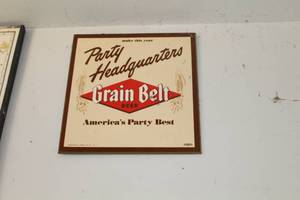 make this your
Party
Headquarters
Grain Belt
BEER
America's Party Best